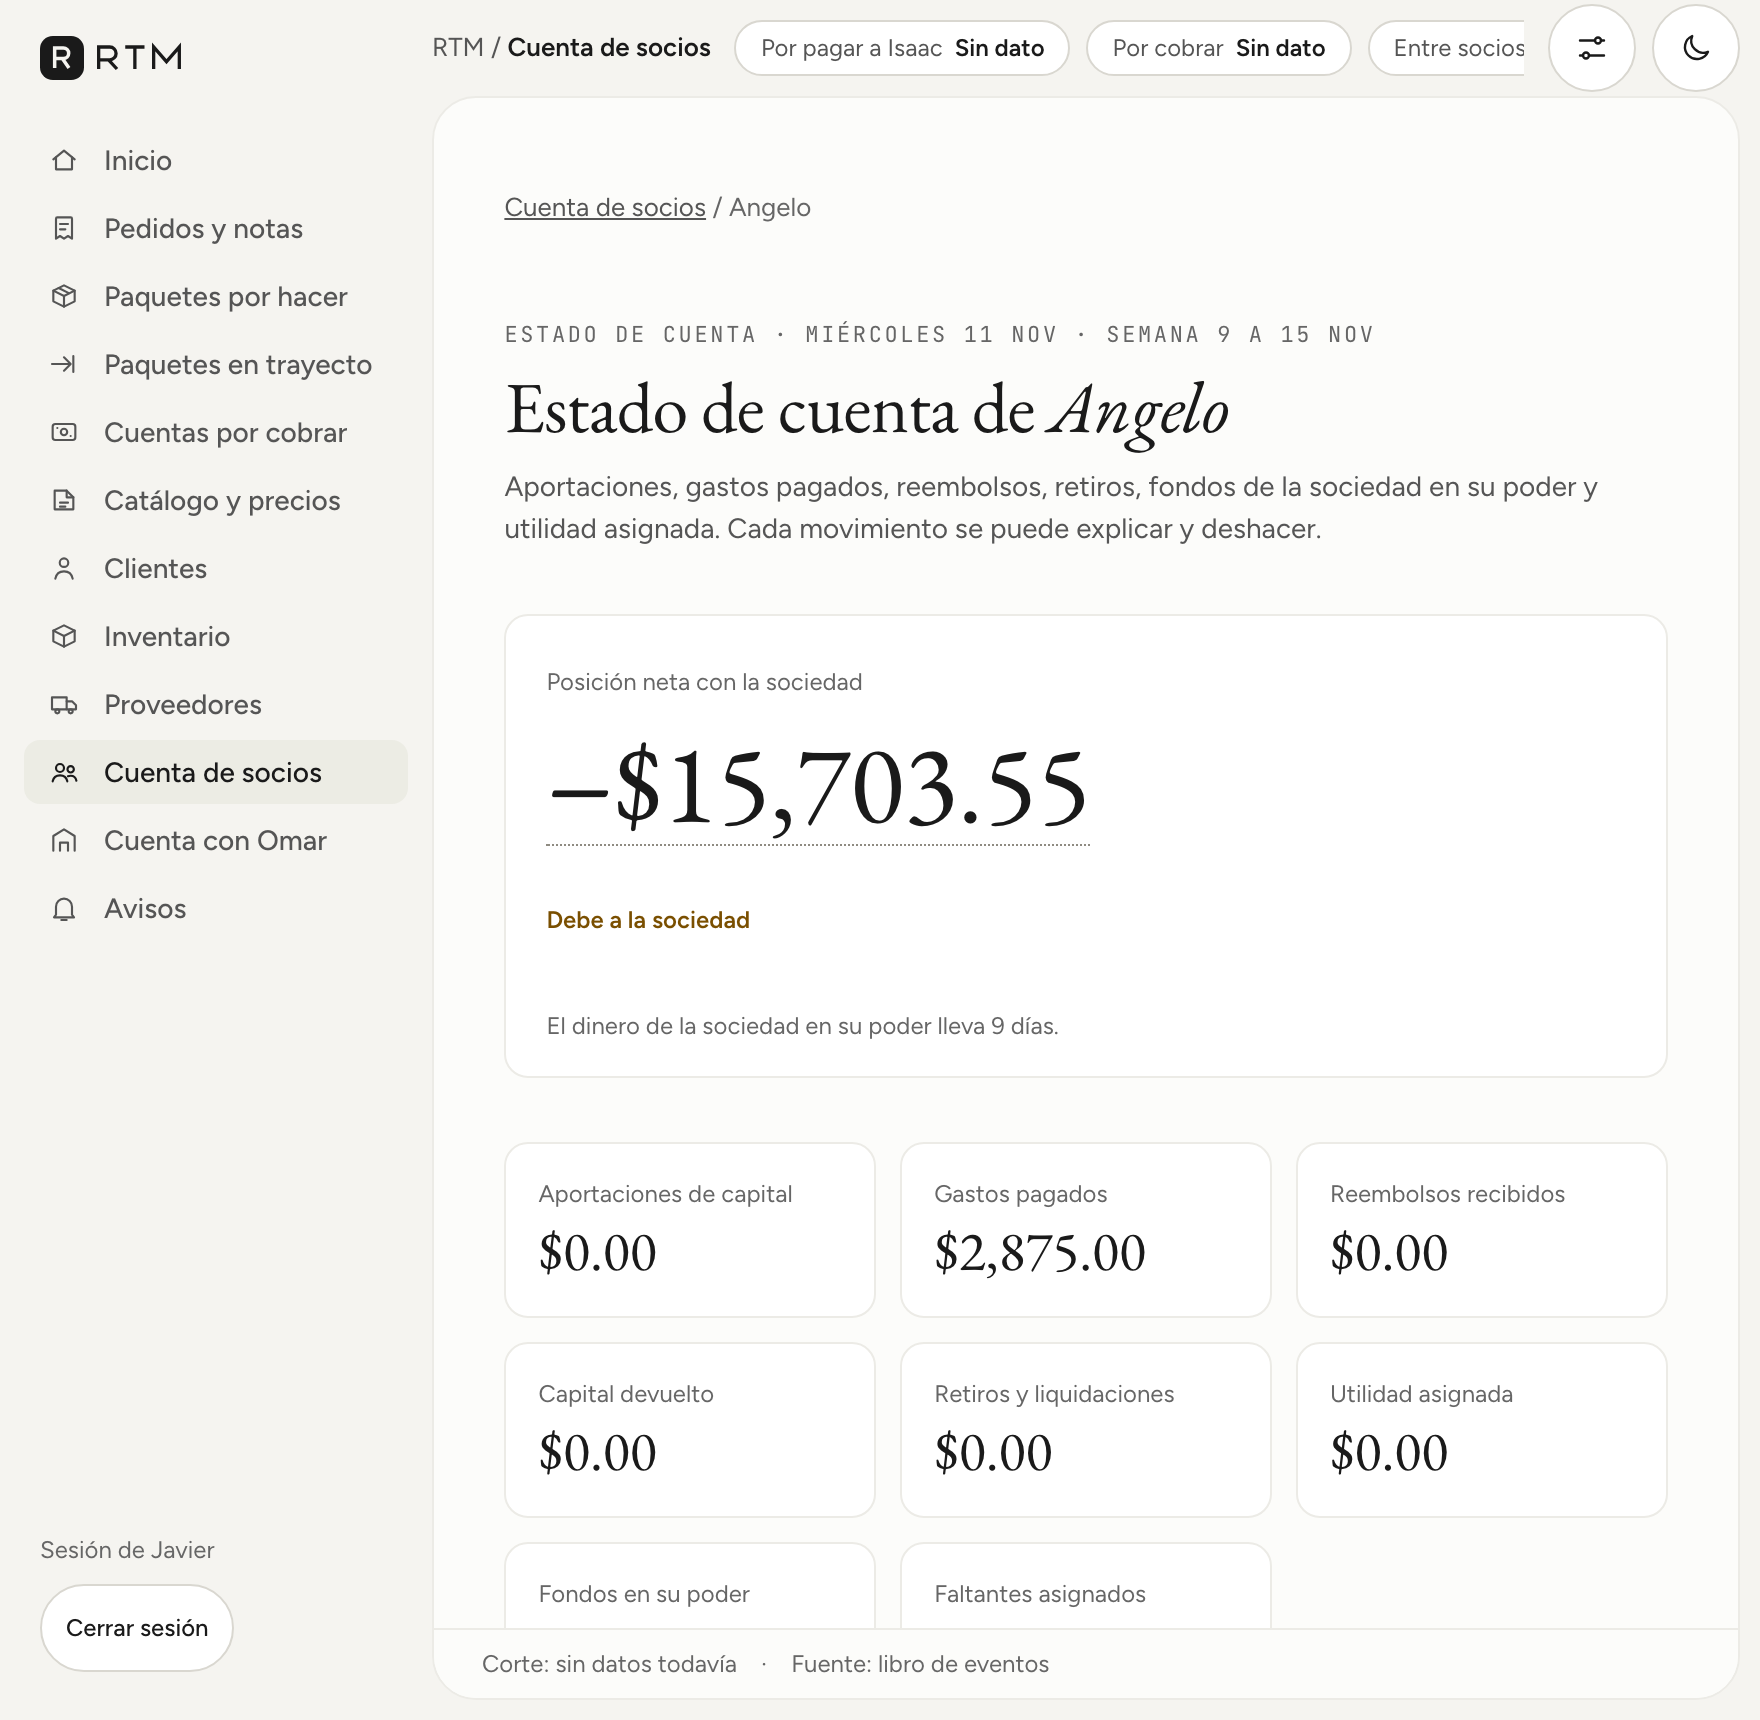 R RTM
Inicio
Pedidos y notas
Paquetes por hacer
Paquetes en trayecto
Cuentas por cobrar
Catálogo y precios
Clientes
Inventario
Proveedores
Cuenta de socios
Cuenta con Omar
Avisos
Sesión de Javier
Cerrar sesión
RTM / Cuenta de socios
Por pagar a Isaac Sin dato
Por cobrar Sin dato
Entre socios
Cuenta de socios / Angelo
ESTADO DE CUENTA · MIÉRCOLES 11 NOV · SEMANA 9 A 15 NOV
Estado de cuenta de Angelo
Aportaciones, gastos pagados, reembolsos, retiros, fondos de la sociedad en su poder y
utilidad asignada. Cada movimiento se puede explicar y deshacer.
Posición neta con la sociedad
−$15,703.55
Debe a la sociedad
El dinero de la sociedad en su poder lleva 9 días.
Aportaciones de capital
$0.00
Gastos pagados
$2,875.00
Reembolsos recibidos
$0.00
Capital devuelto
$0.00
Retiros y liquidaciones
$0.00
Utilidad asignada
$0.00
Fondos en su poder
Faltantes asignados
Corte: sin datos todavía · Fuente: libro de eventos